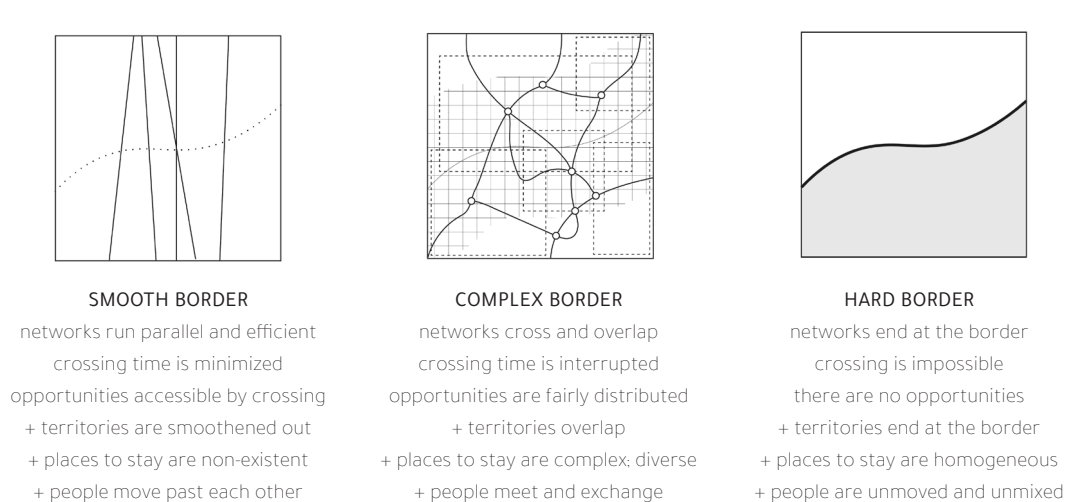 SMOOTH BORDER
networks run parallel and efficient
crossing time is minimized
opportunities accessible by crossing
+ territories are smoothened out
+ places to stay are non-existent
+ people move past each other
COMPLEX BORDER
networks cross and overlap
crossing time is interrupted
opportunities are fairly distributed
+ territories overlap
+ places to stay are complex; diverse
+ people meet and exchange
HARD BORDER
networks end at the border
crossing is impossible
there are no opportunities
+ territories end at the border
+ places to stay are homogeneous
+ people are unmoved and unmixed